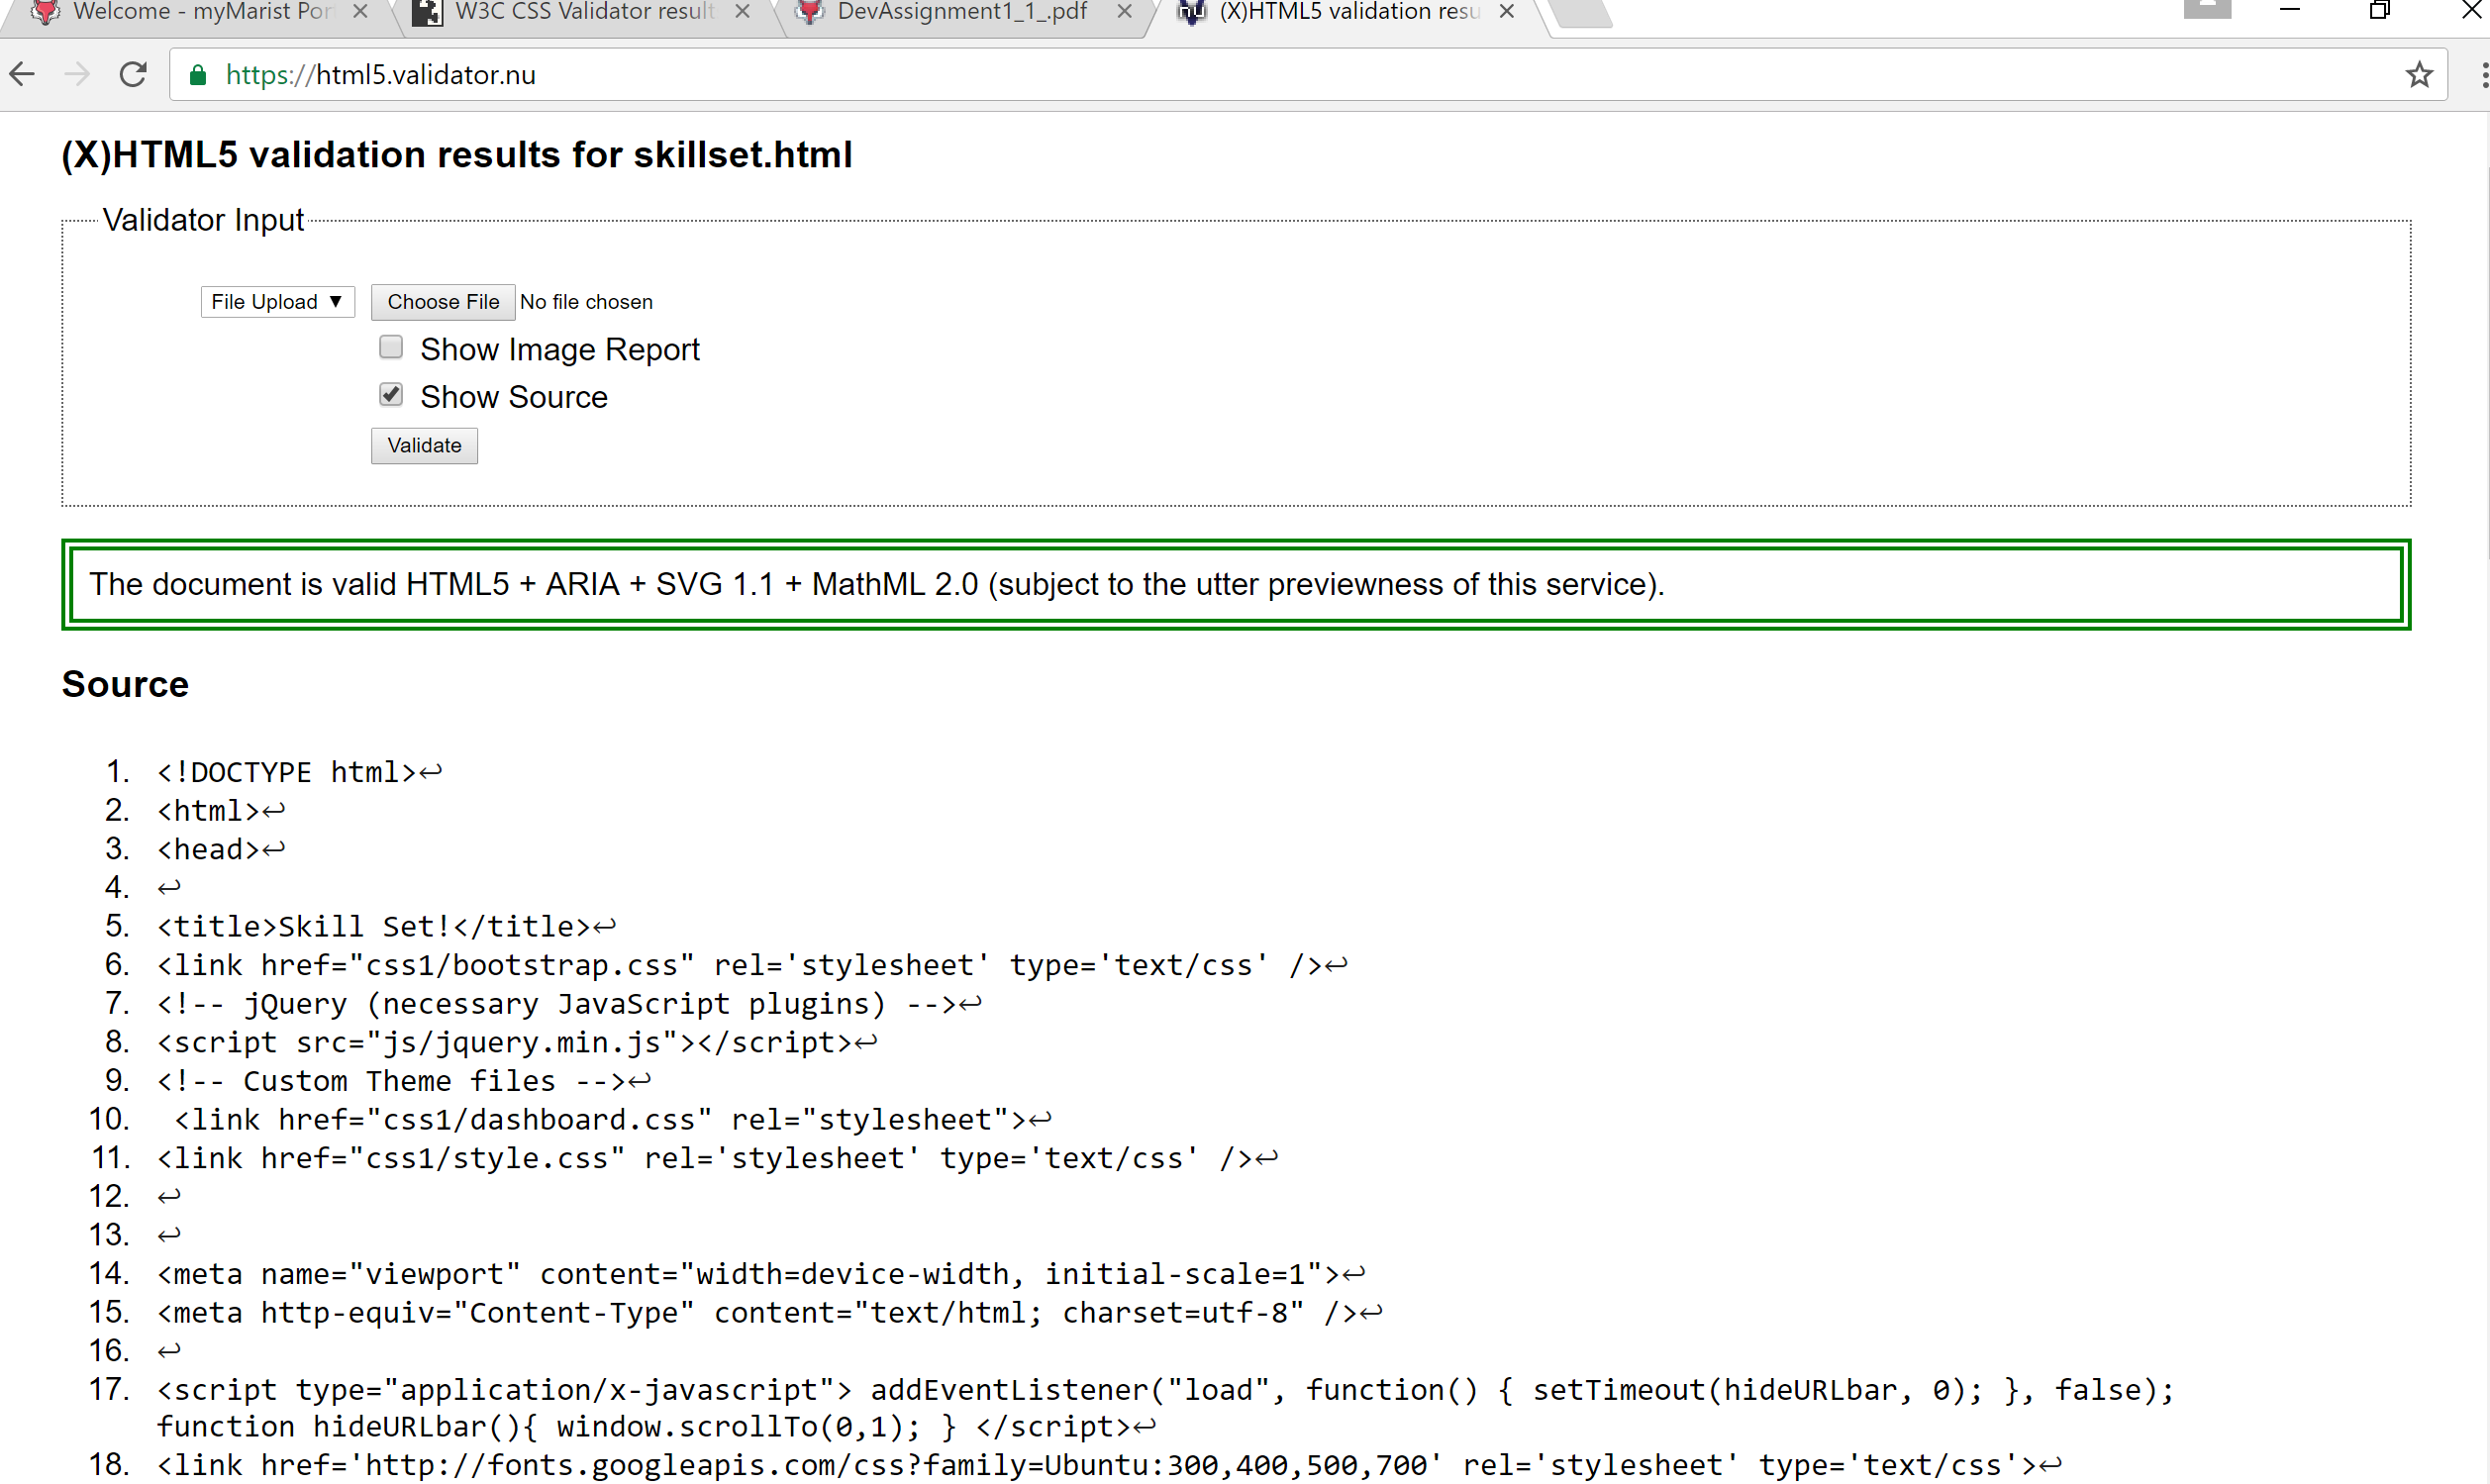 Welcome - myMarist Por
W3C CSS Validator result
DevAssignment1_1_.pdf
(X)HTML5 validation resu
https://html5.validator.nu
(X)HTML5 validation results for skillset.html
Validator Input
File Upload ▼ Choose File No file chosen
Show Image Report
Show Source
Validate
The document is valid HTML5 + ARIA + SVG 1.1 + MathML 2.0 (subject to the utter previewness of this service).
Source
1. <!DOCTYPE html>↩
2. <html>↩
3. <head>↩
4. ↩
5. <title>Skill Set!</title>↩
6. <link href="css1/bootstrap.css" rel='stylesheet' type='text/css' />↩
7. <!-- jQuery (necessary JavaScript plugins) -->↩
8. <script src="js/jquery.min.js"></script>↩
9. <!-- Custom Theme files -->↩
10. <link href="css1/dashboard.css" rel="stylesheet">↩
11. <link href="css1/style.css" rel='stylesheet' type='text/css' />↩
12. ↩
13. ↩
14. <meta name="viewport" content="width=device-width, initial-scale=1">↩
15. <meta http-equiv="Content-Type" content="text/html; charset=utf-8" />↩
16. ↩
17. <script type="application/x-javascript"> addEventListener("load", function() { setTimeout(hideURLbar, 0); }, false);
function hideURLbar(){ window.scrollTo(0,1); } </script>↩
18. <link href='http://fonts.googleapis.com/css?family=Ubuntu:300,400,500,700' rel='stylesheet' type='text/css'>↩